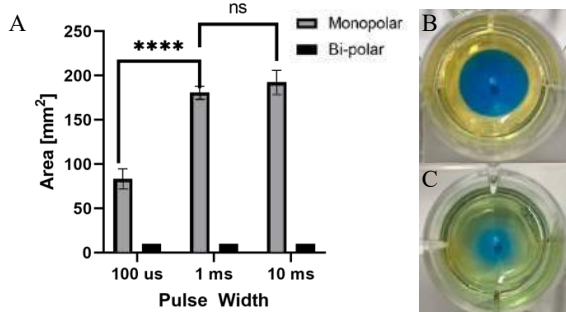 A
ns
****
Monopolar
Bi-polar
250
200
150
100
50
0
Area [mm²]
100 us
1 ms
10 ms
Pulse Width
B
C